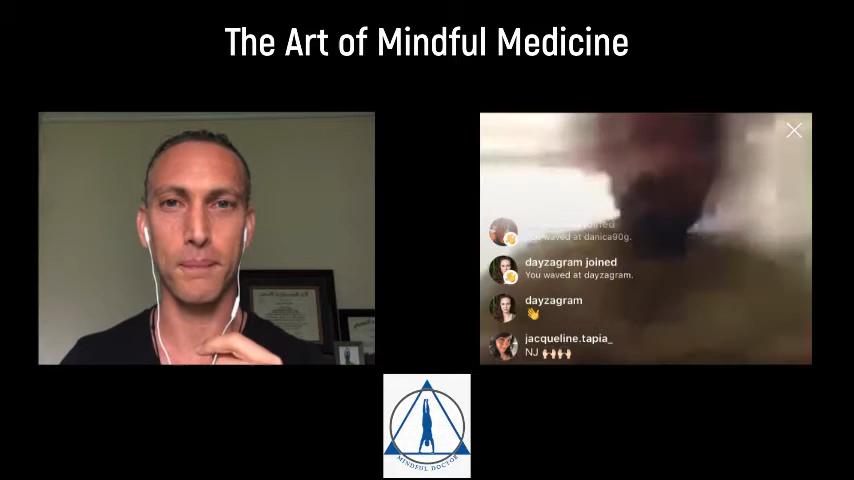 The Art of Mindful Medicine
joined
waved at danica90g.
dayzagram joined
You waved at dayzagram.
dayzagram
👋
jacqueline.tapia_
NJ 🙌🏻🙌🏻
MINDFUL DOCTOR